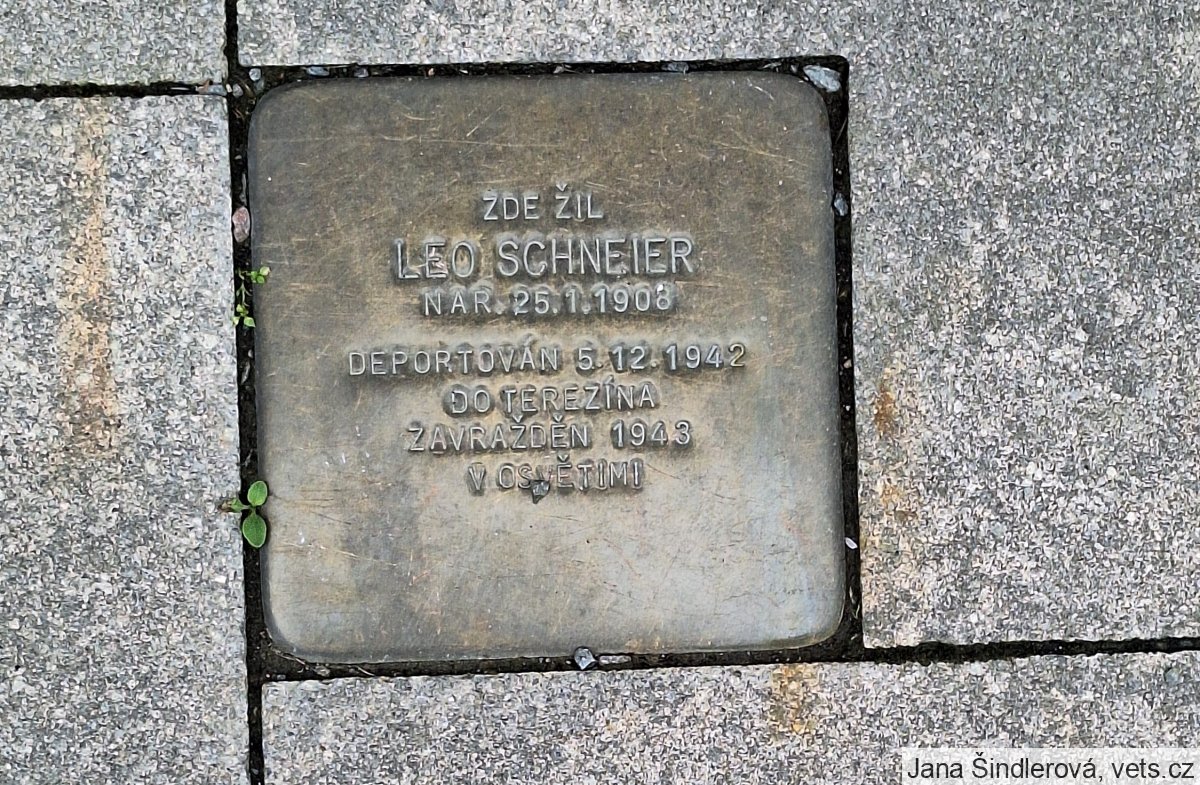 ZDE ŽIL
LEO SCHNEIER
NAR. 25.1.1908
DEPORTOVÁN 5.12.1942
DO TEREZÍNA
ZAVRAŽDĚN 1943
V OSVĚTIMI
Jana Šindlerová, vets.cz